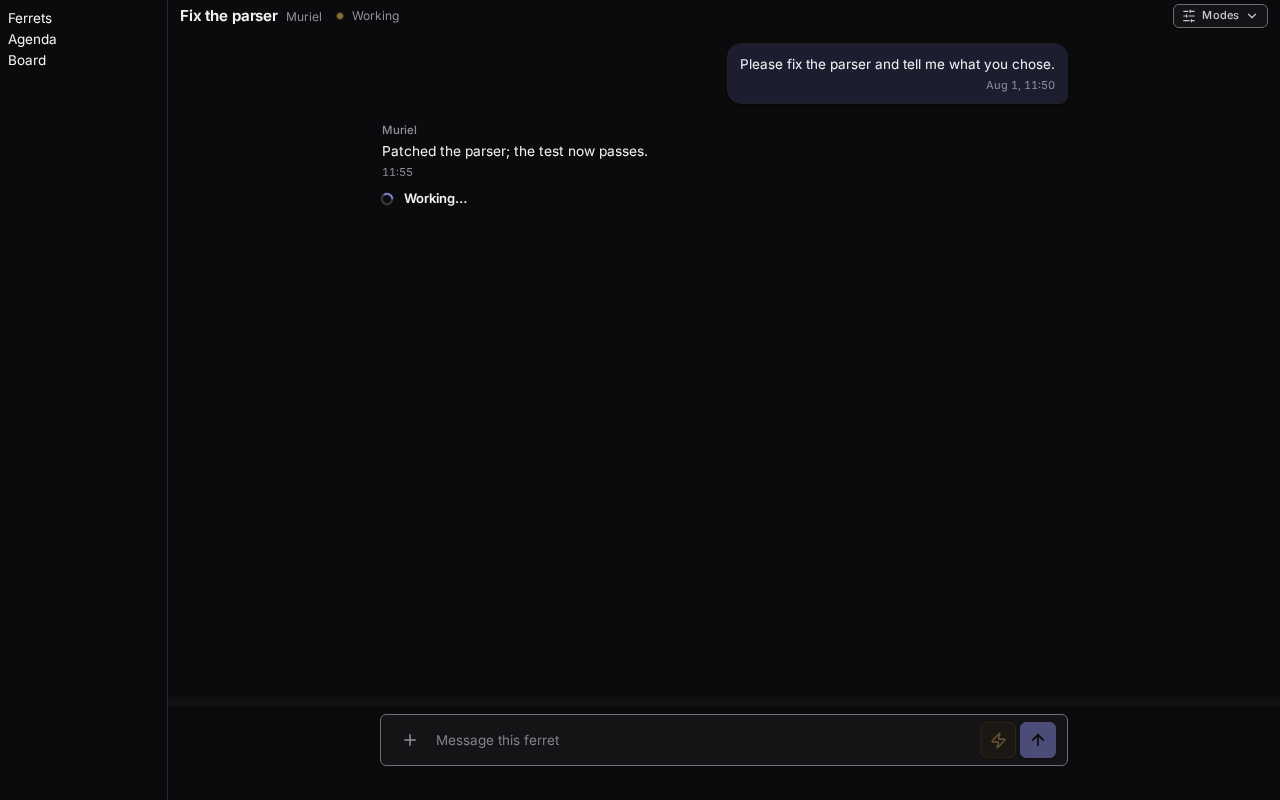 Ferrets
Agenda
Board
Fix the parser Muriel Working
Modes
Please fix the parser and tell me what you chose.
Aug 1, 11:50
Muriel
Patched the parser; the test now passes.
11:55
Working...
Message this ferret